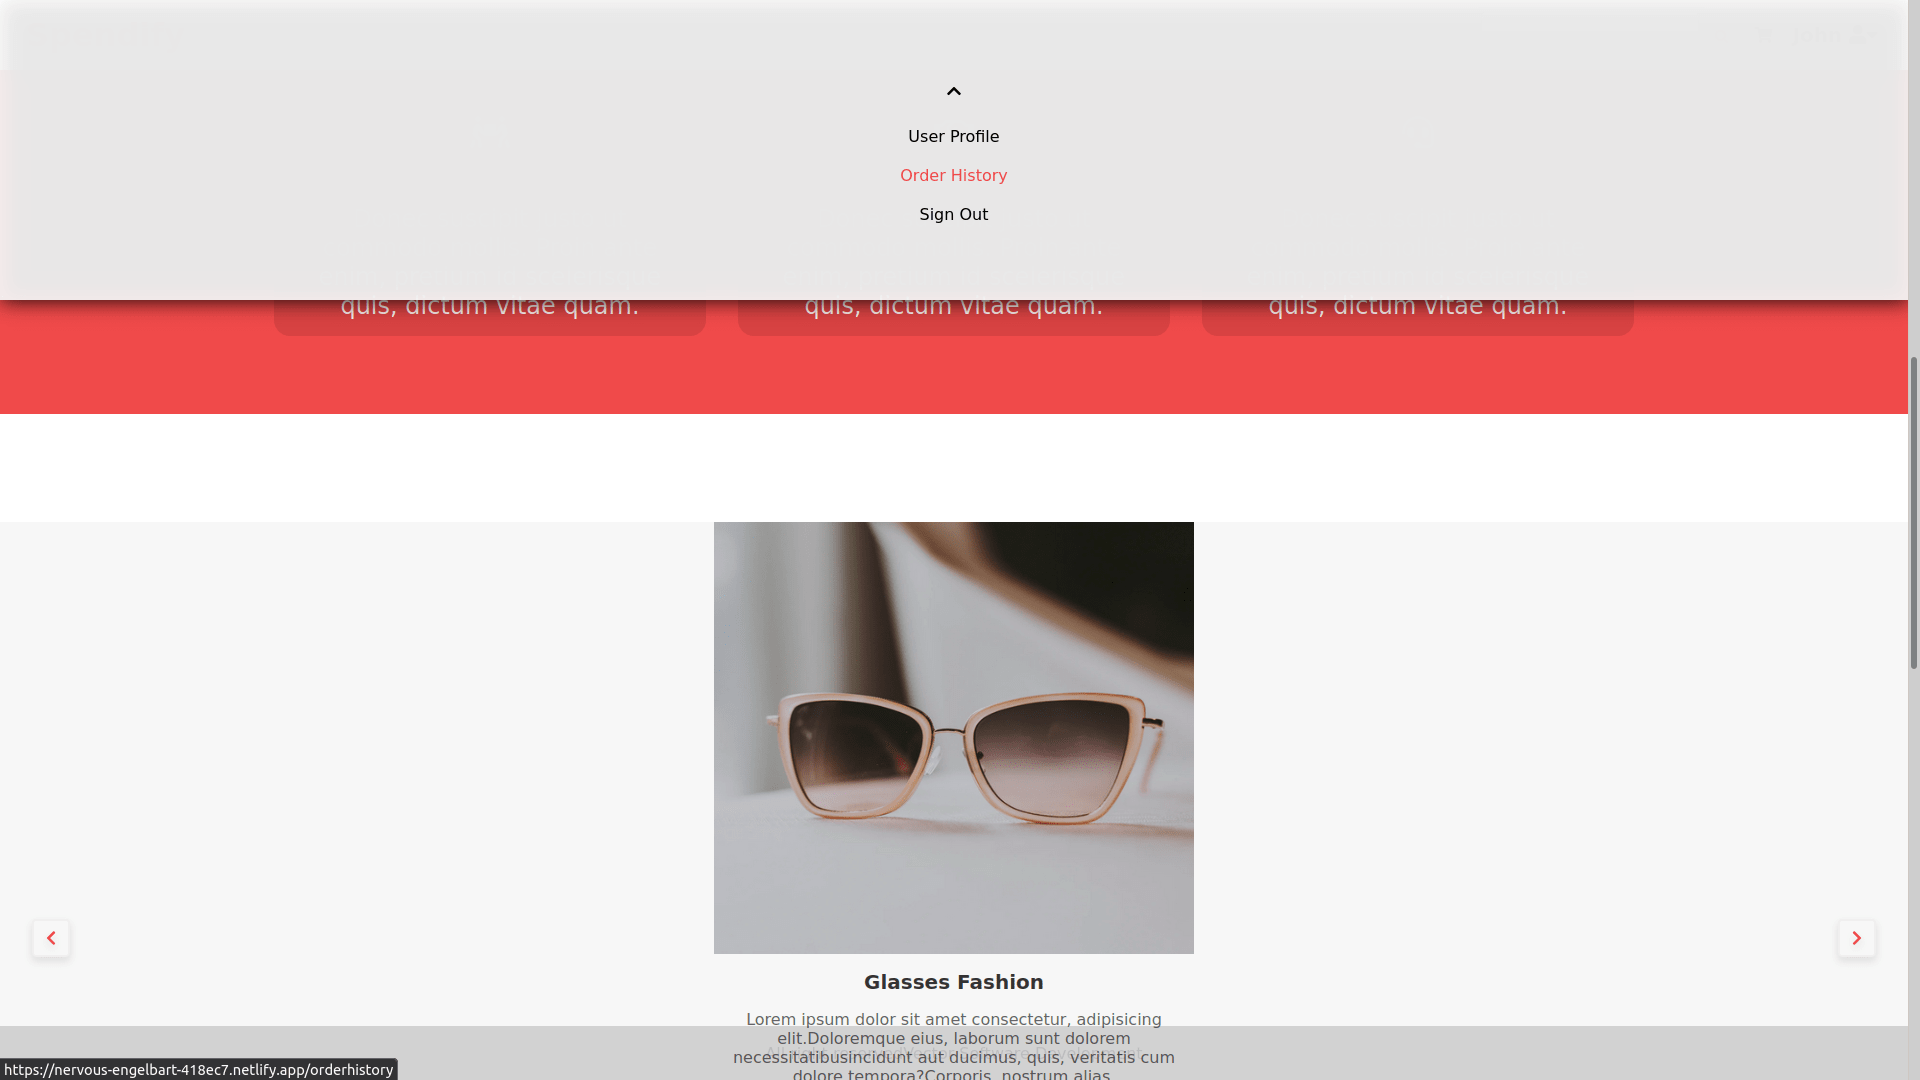 User Profile
Order History
Sign Out
quis, dictum vitae quam.
quis, dictum vitae quam.
quis, dictum vitae quam.
Glasses Fashion
Lorem ipsum dolor sit amet consectetur, adipisicing
elit.Doloremque eius, laborum sunt dolorem
necessitatibusincidunt aut ducimus, quis, veritatis cum
dolore tempora?Corporis, nostrum alias.
https://nervous-engelbart-418ec7.netlify.app/orderhistory